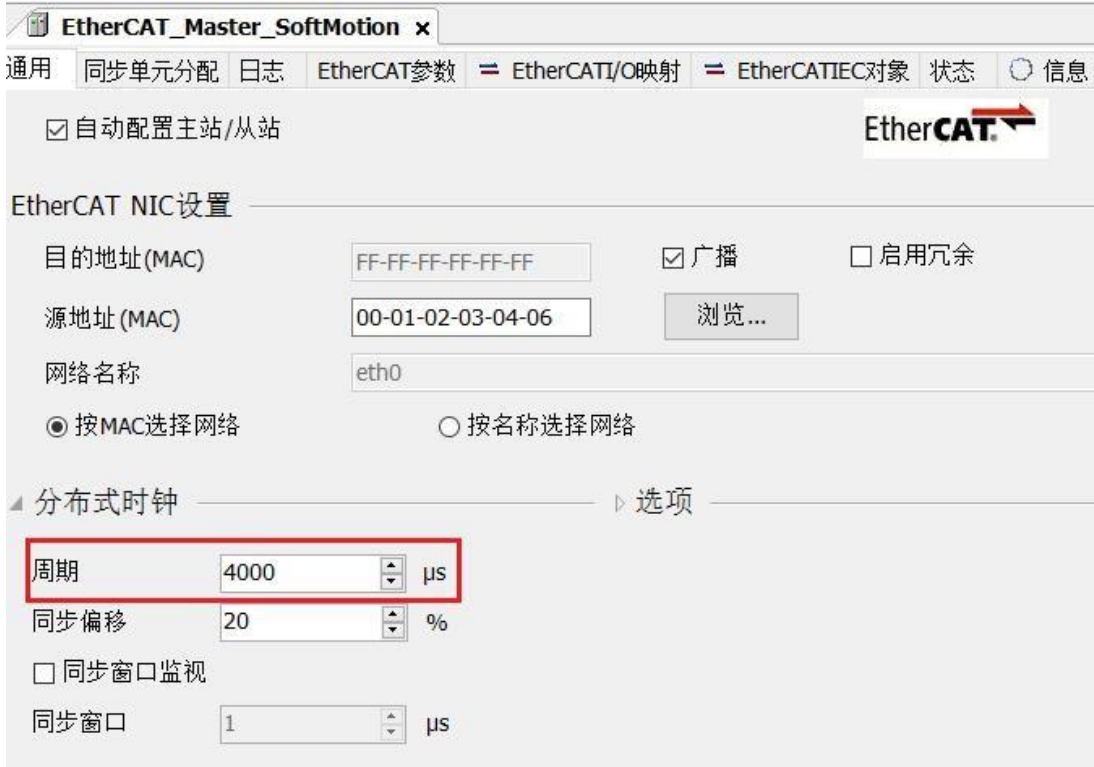 EtherCAT_Master_SoftMotion x
通用 同步单元分配 日志 EtherCAT参数 EtherCATI/O映射 EtherCATIEC对象 状态 信息
自动配置主站/从站
EtherCAT.
EtherCAT NIC设置
目的地址(MAC) FF-FF-FF-FF-FF-FF 广播 启用冗余
源地址(MAC) 00-01-02-03-04-06 浏览...
网络名称 eth0
按MAC选择网络 按名称选择网络
分布式时钟 选项
周期 4000 µs
同步偏移 20 %
同步窗口监视
同步窗口 1 µs